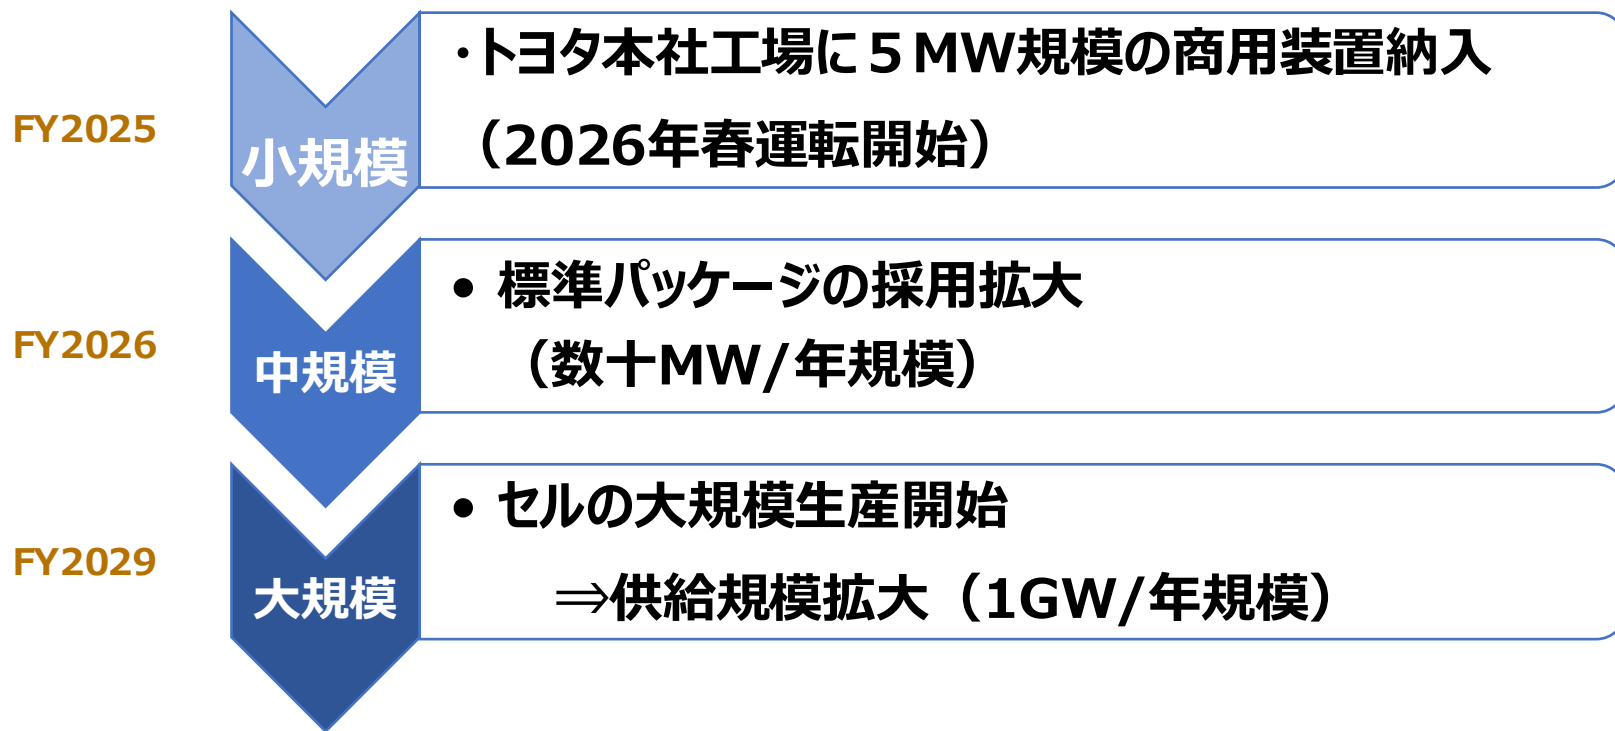 FY2025
小規模
・トヨタ本社工場に５MW規模の商用装置納入
（2026年春運転開始）
FY2026
中規模
• 標準パッケージの採用拡大
（数十MW/年規模）
FY2029
大規模
• セルの大規模生産開始
⇒供給規模拡大（1GW/年規模）